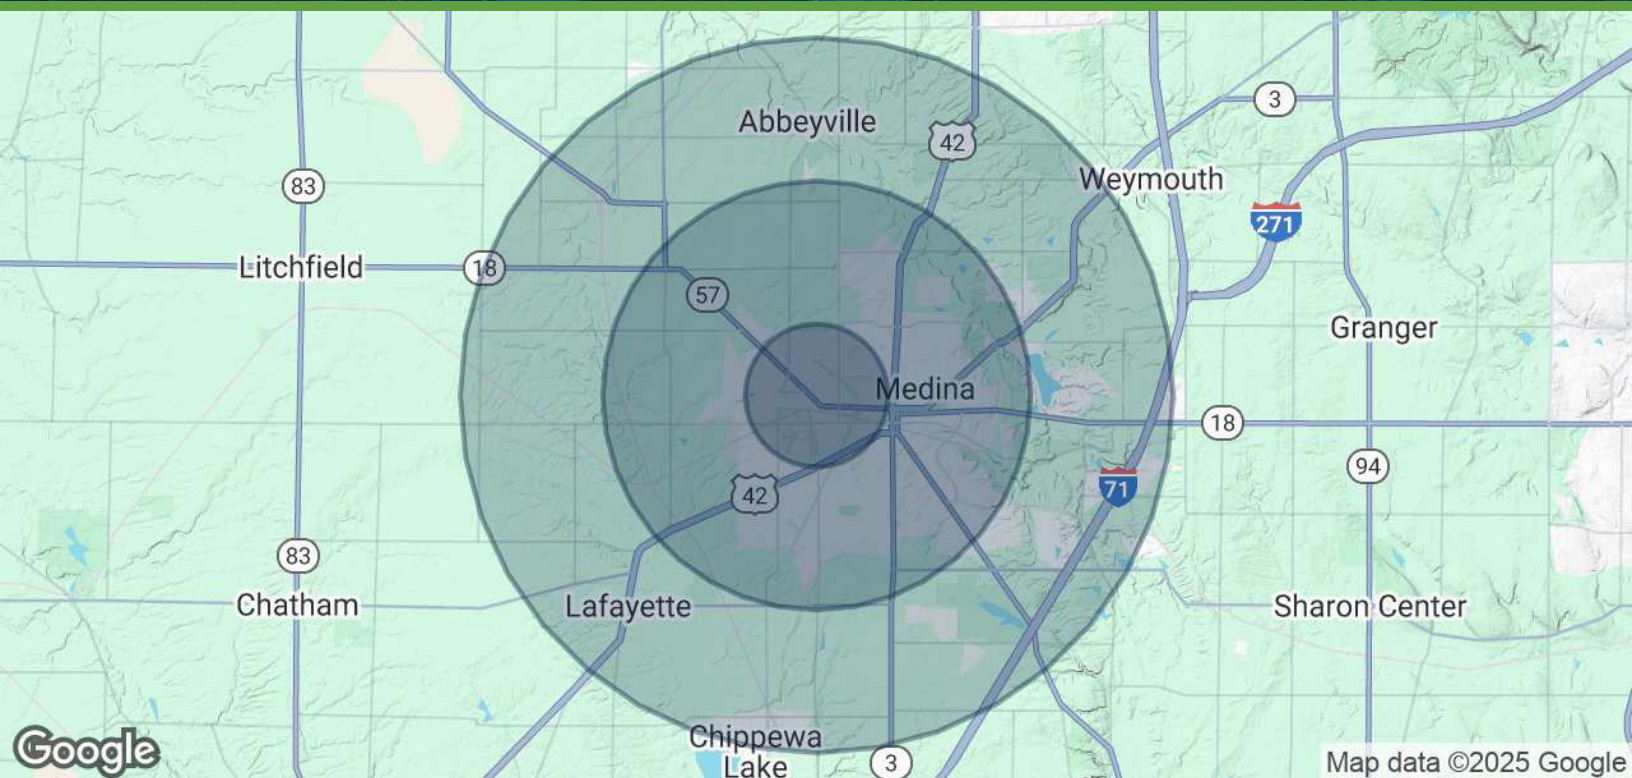 Abbeyville
3
42
Weymouth
83
271
Litchfield
18
57
Granger
Medina
18
94
42
71
83
Chatham
Lafayette
Sharon Center
Chippewa
Lake
3
Google
Map data ©2025 Google